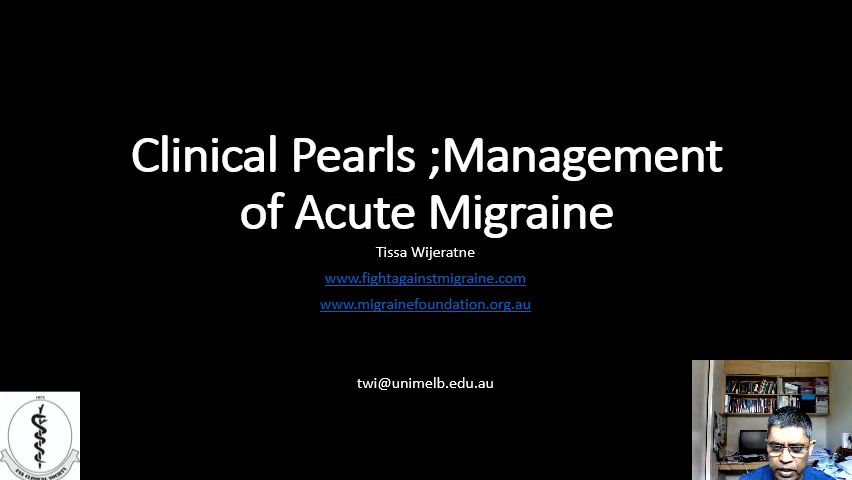 Clinical Pearls ;Management
of Acute Migraine
Tissa Wijeratne
www.fightagainstmigraine.com
www.migrainefoundation.org.au
twi@unimelb.edu.au